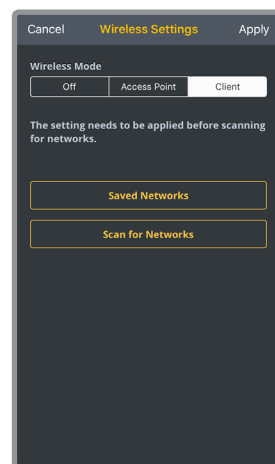 Cancel Wireless Settings Apply
Wireless Mode
Off Access Point Client
The setting needs to be applied before scanning
for networks.
Saved Networks
Scan for Networks